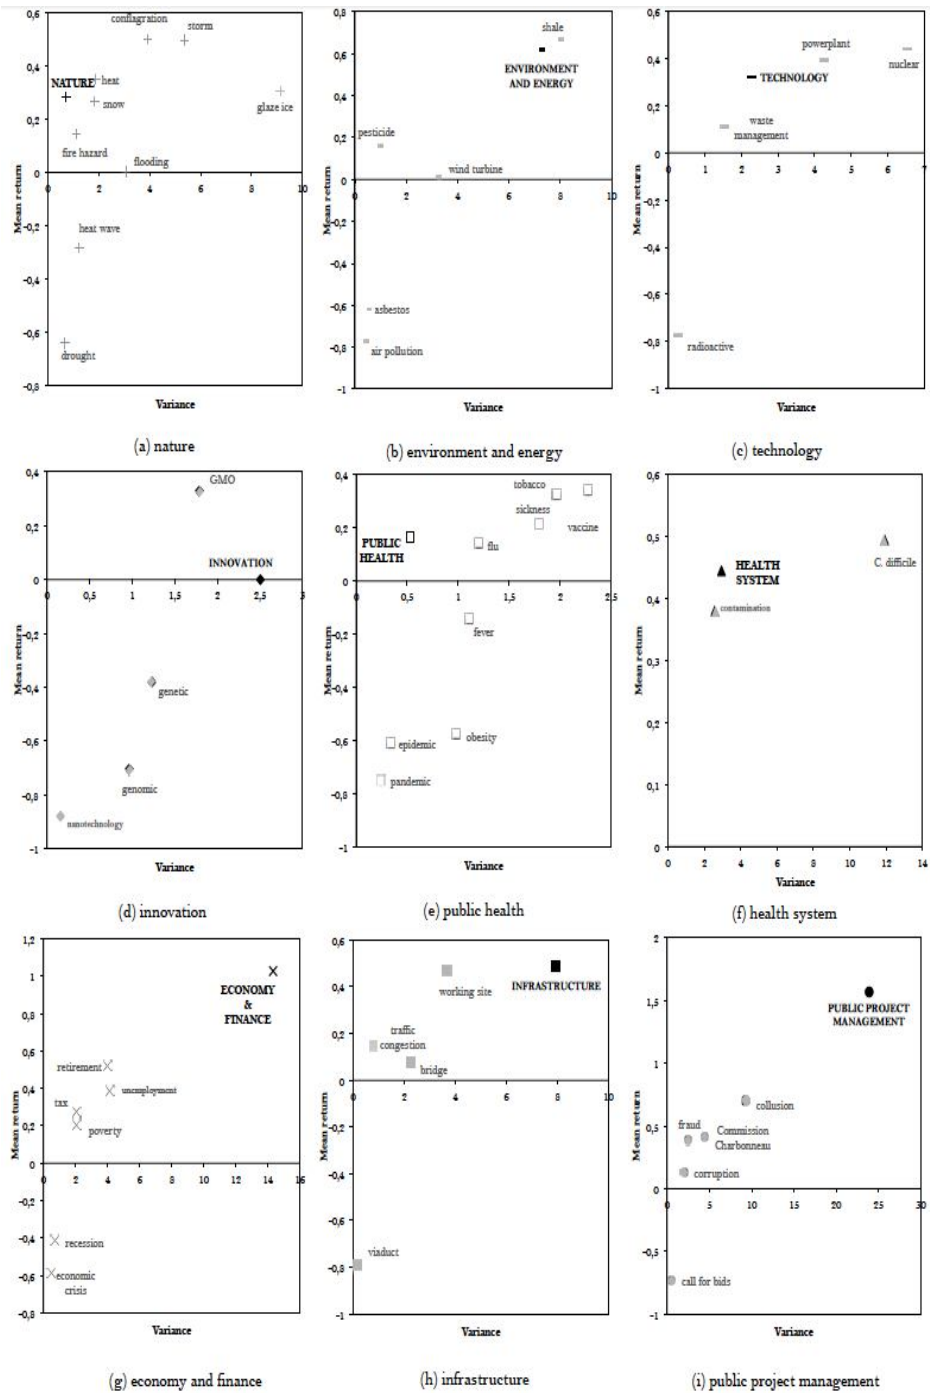 0,6
0,4
0,2
0
-0,2
-0,4
-0,6
-0,8
Mean return
2
4
6
8
10
conflagration
storm
heat
NATURE
snow
glaze ice
fire hazard
flooding
heat wave
drought
Variance
(a) nature
0,8
0,6
0,4
0,2
0
-0,2
-0,4
-0,6
-0,8
-1
Mean return
0
2
4
6
8
10
shale
ENVIRONMENT
AND ENERGY
pesticide
wind turbine
asbestos
air pollution
Variance
(b) environment and energy
0,6
0,4
0,2
0
-0,2
-0,4
-0,6
-0,8
-1
Mean return
0
1
2
3
4
5
6
7
powerplant
nuclear
TECHNOLOGY
waste
management
radioactive
Variance
(c) technology
0,4
0,2
0
-0,2
-0,4
-0,6
-0,8
-1
Mean return
0,5
1
1,5
2
2,5
3
GMO
INNOVATION
genetic
genomic
nanotechnology
Variance
(d) innovation
0,4
0,2
0
-0,2
-0,4
-0,6
-0,8
-1
Mean return
0,5
1
1,5
2
2,5
tobacco
sickness
vaccine
PUBLIC
HEALTH
flu
fever
epidemic
obesity
pandemic
Variance
(e) public health
0,6
0,5
0,4
0,3
0,2
0,1
0
Mean return
0
2
4
6
8
10
12
14
C. difficile
HEALTH
SYSTEM
contamination
Variance
(f) health system
1,2
1
0,8
0,6
0,4
0,2
0
-0,2
-0,4
-0,6
-0,8
Mean return
0
2
4
6
8
10
12
14
16
ECONOMY
&
FINANCE
retirement
unemployment
tax
poverty
recession
economic
crisis
Variance
(g) economy and finance
0,6
0,4
0,2
0
-0,2
-0,4
-0,6
-0,8
-1
Mean return
0
2
4
6
8
10
working site
INFRASTRUCTURE
traffic
congestion
bridge
viaduct
Variance
(h) infrastructure
2
1,5
1
0,5
0
-0,5
-1
Mean return
0
5
10
15
20
25
30
PUBLIC PROJECT
MANAGEMENT
collusion
fraud
Commission
Charbonneau
corruption
call for bids
Variance
(i) public project management